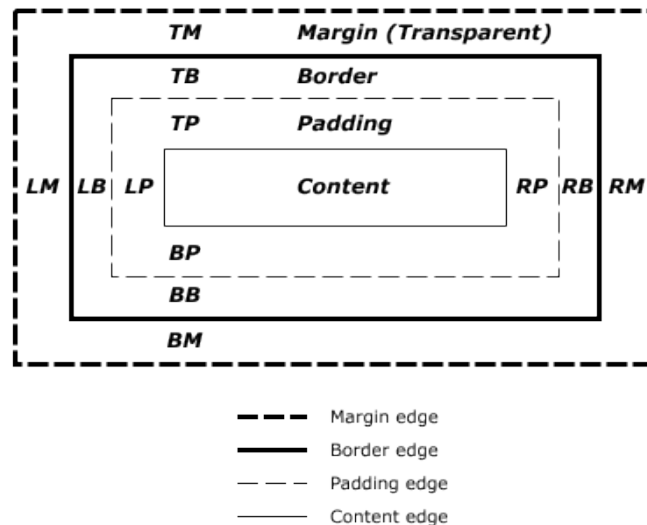 TM Margin (Transparent)
TB Border
TP Padding
LM LB LP Content RP RB RM
BP
BB
BM
Margin edge
Border edge
Padding edge
Content edge